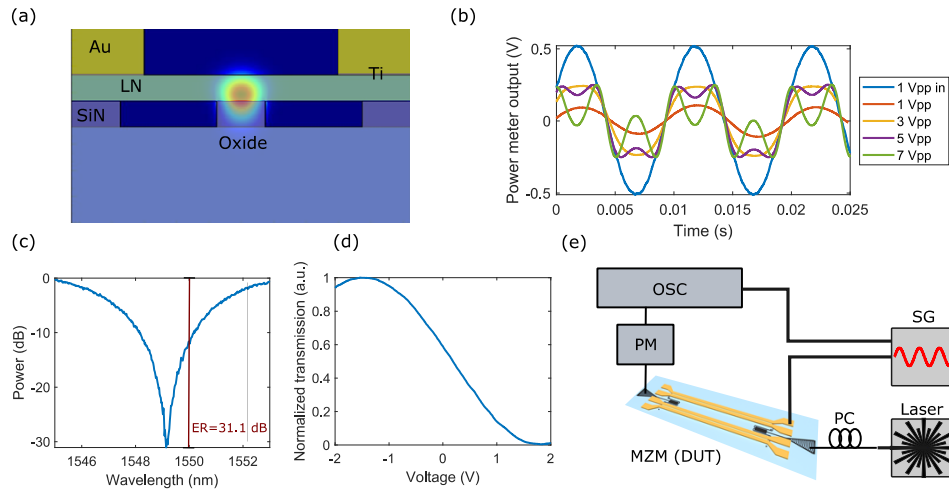 (a)
Au
LN
Ti
SiN
Oxide
(b)
Power meter output (V)
0.5
0
-0.5
0
0.005
0.01
0.015
0.02
0.025
Time (s)
1 Vpp in
1 Vpp
3 Vpp
5 Vpp
7 Vpp
(c)
Power (dB)
0
-10
-20
-30
ER=31.1 dB
1546
1548
1550
1552
Wavelength (nm)
(d)
Normalized transmission (a.u.)
1
0.8
0.6
0.4
0.2
0
-2
-1
0
1
2
Voltage (V)
(e)
OSC
SG
PM
PC
Laser
MZM (DUT)